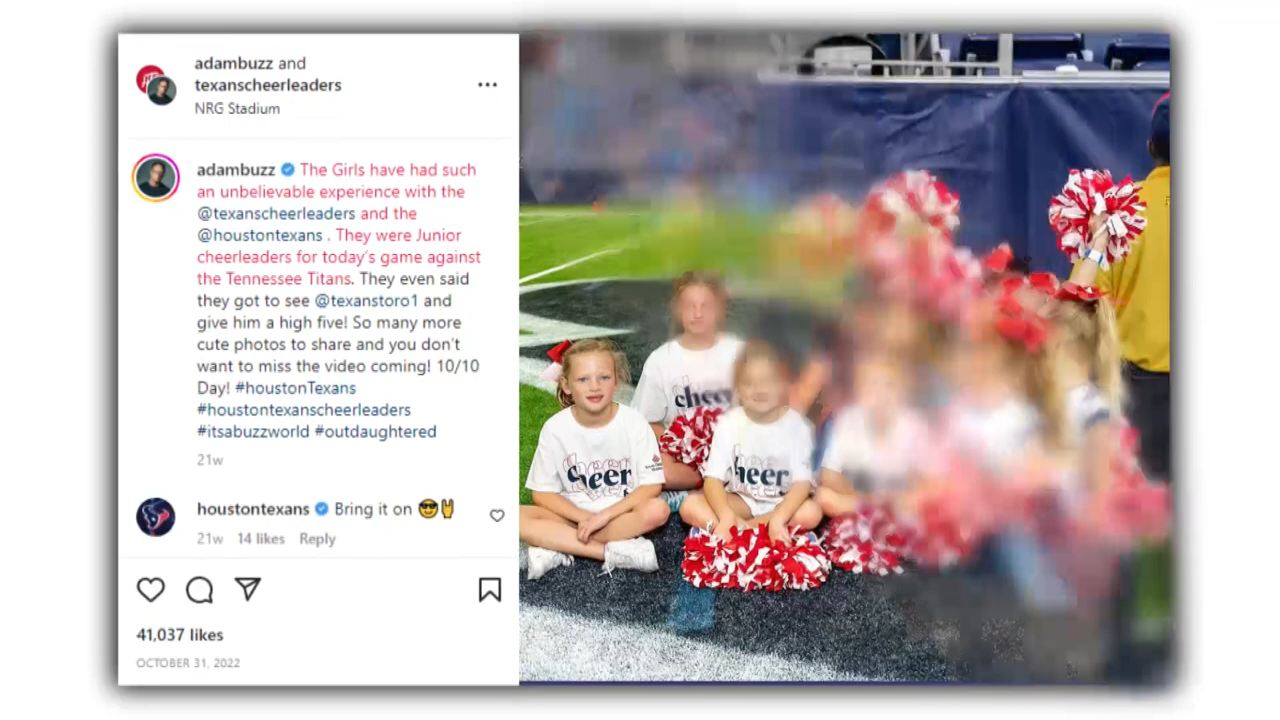 adambuzz and
texanscheerleaders
NRG Stadium
adambuzz The Girls have had such
an unbelievable experience with the
@texanscheerleaders and the
@houstontexans . They were Junior
cheerleaders for today's game against
the Tennessee Titans. They even said
they got to see @texanstoro1 and
give him a high five! So many more
cute photos to share and you don't
want to miss the video coming! 10/10
Day! #houstonTexans
#houstontexanscheerleaders
#itsabuzzworld #outdaughtered
21w
houstontexans Bring it on 😎🤘
21w 14 likes Reply
41,037 likes
OCTOBER 31, 2022
cheer
cheer
cheer